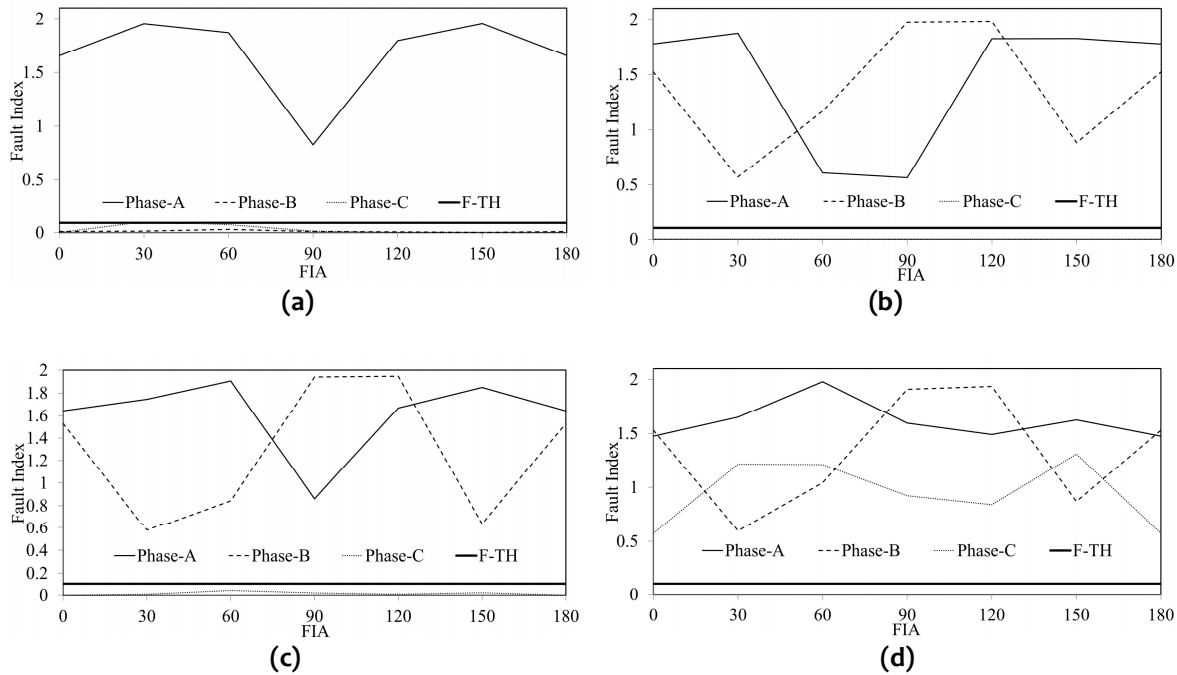 2
1.5
1
0.5
0
Fault Index
Phase-A Phase-B Phase-C F-TH
0 30 60 90 120 150 180
FIA
(a)
2
1.5
1
0.5
0
Fault Index
Phase-A Phase-B Phase-C F-TH
0 30 60 90 120 150 180
FIA
(b)
2
1.8
1.6
1.4
1.2
1
0.8
0.6
0.4
0.2
0
Fault Index
Phase-A Phase-B Phase-C F-TH
0 30 60 90 120 150 180
FIA
(c)
2
1.5
1
0.5
0
Fault Index
Phase-A Phase-B Phase-C F-TH
0 30 60 90 120 150 180
FIA
(d)